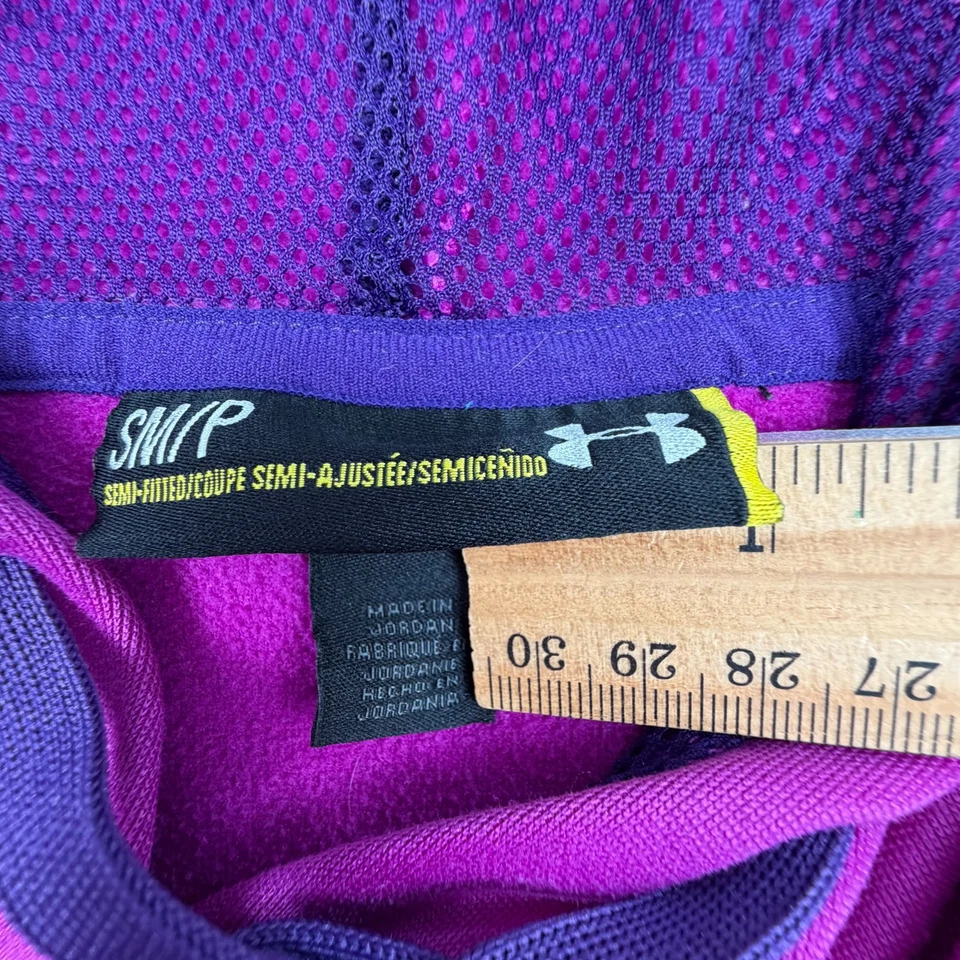 SM/P
SEMI-FITTED/COUPE SEMI-AJUSTÉE/SEMICEÑIDO
MADE IN
JORDAN
FABRIQUÉ E
JORDANIE
HECHO EN
JORDANIA
1
30 29 28 27